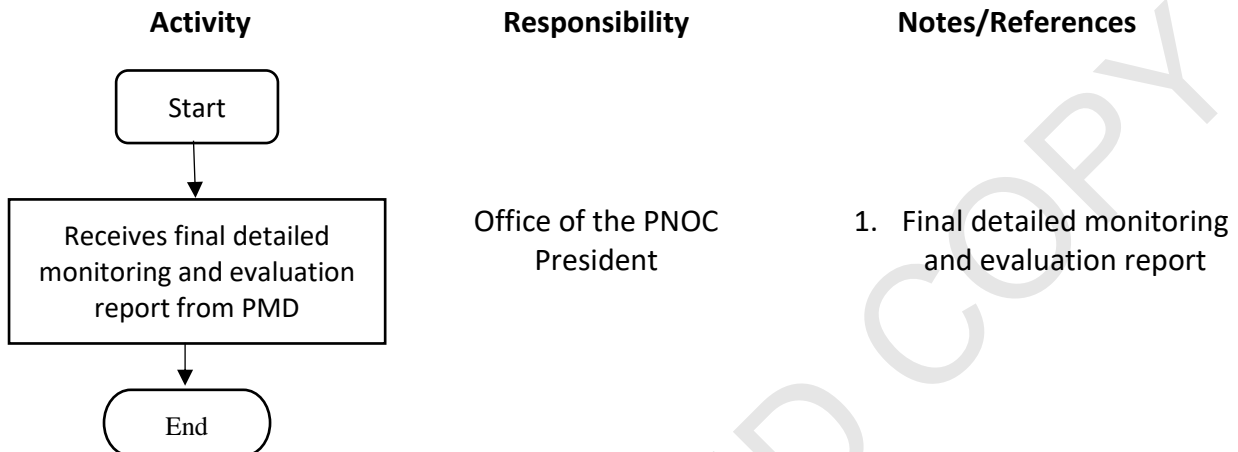 Activity Responsibility Notes/References
Start
Receives final detailed
monitoring and evaluation
report from PMD
Office of the PNOC
President
1. Final detailed monitoring
and evaluation report
End
D COPY